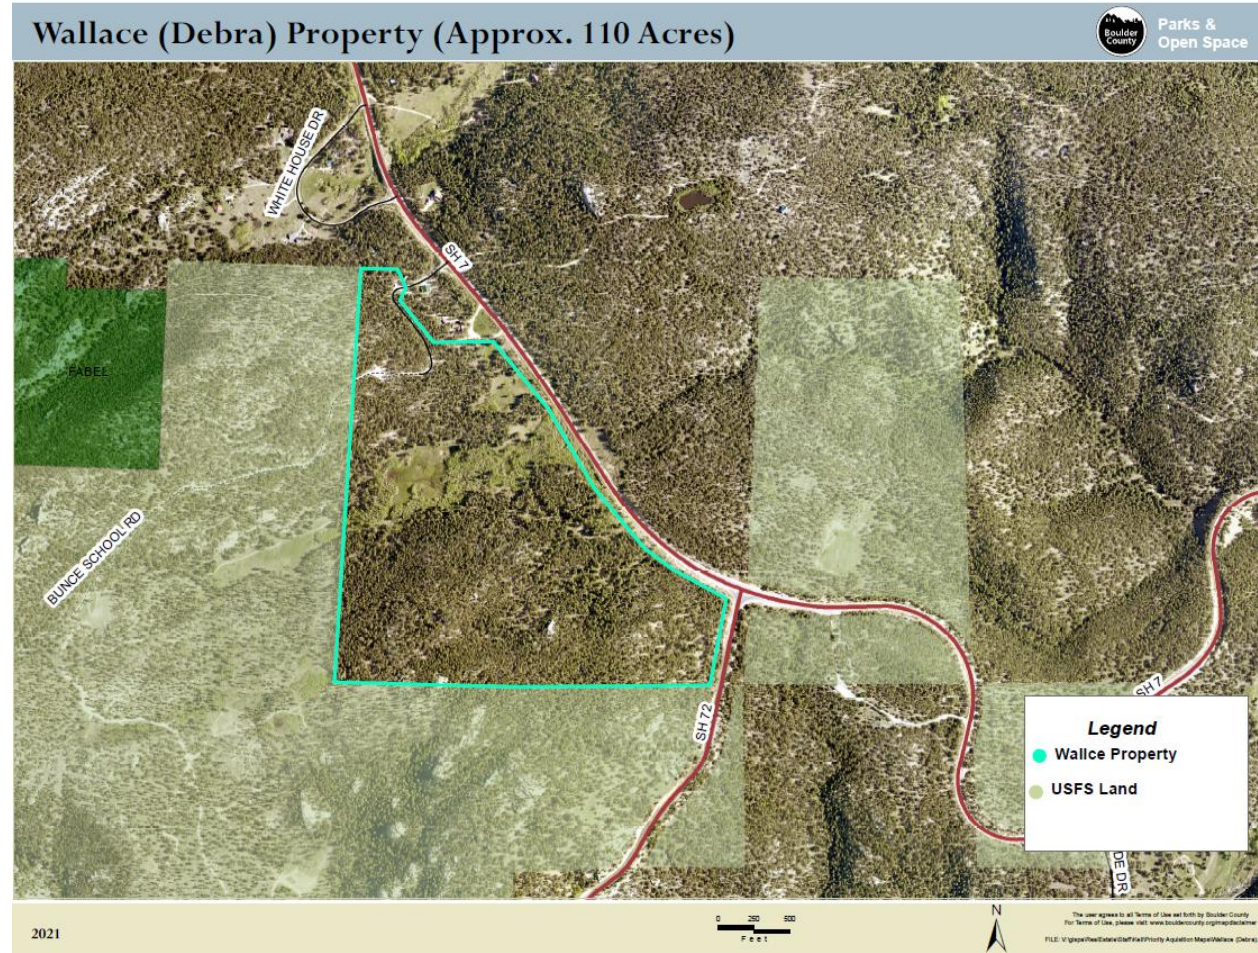 Wallace (Debra) Property (Approx. 110 Acres)
Boulder
County
Parks &
Open Space
WHITE HOUSE DR
SH 7
FABEL
BUNCE SCHOOL RD
SH 72
SH 7
Legend
Wallce Property
USFS Land
DE DR
2021
0 250 500
Feet
N
The user agrees to all Terms of Use set forth by Boulder County
For Terms of Use, please visit: www.bouldercounty.org/mapdisclaimer